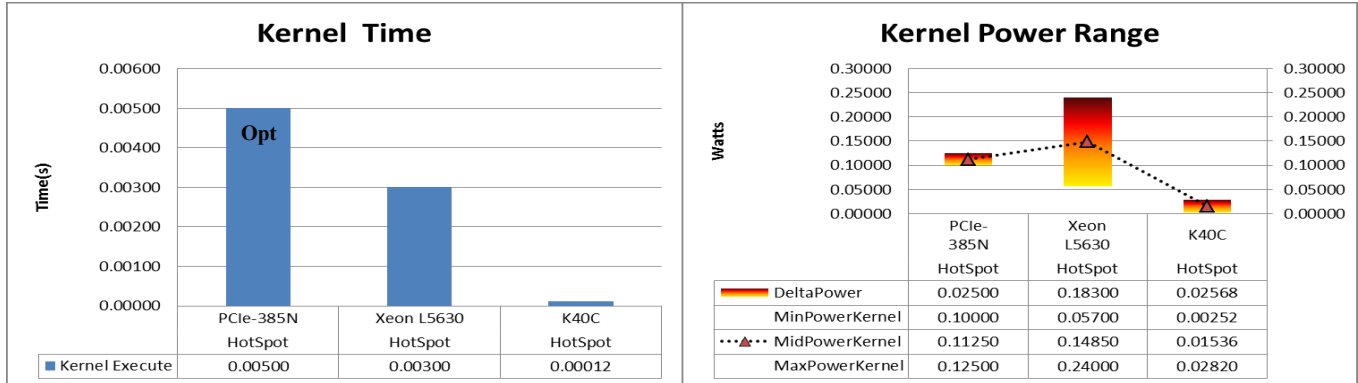 Kernel Time
0.00600
0.00500
0.00400
0.00300
0.00200
0.00100
0.00000
Time(s)
Opt
PCIe-385N Xeon L5630 K40C
HotSpot HotSpot HotSpot
Kernel Execute 0.00500 0.00300 0.00012
Kernel Power Range
0.30000 0.30000
0.25000 0.25000
0.20000 0.20000
0.15000 0.15000
0.10000 0.10000
0.05000 0.05000
0.00000 0.00000
Watts
PCIe- Xeon K40C
385N L5630
HotSpot HotSpot HotSpot
DeltaPower 0.02500 0.18300 0.02568
MinPowerKernel 0.10000 0.05700 0.00252
MidPowerKernel 0.11250 0.14850 0.01536
MaxPowerKernel 0.12500 0.24000 0.02820